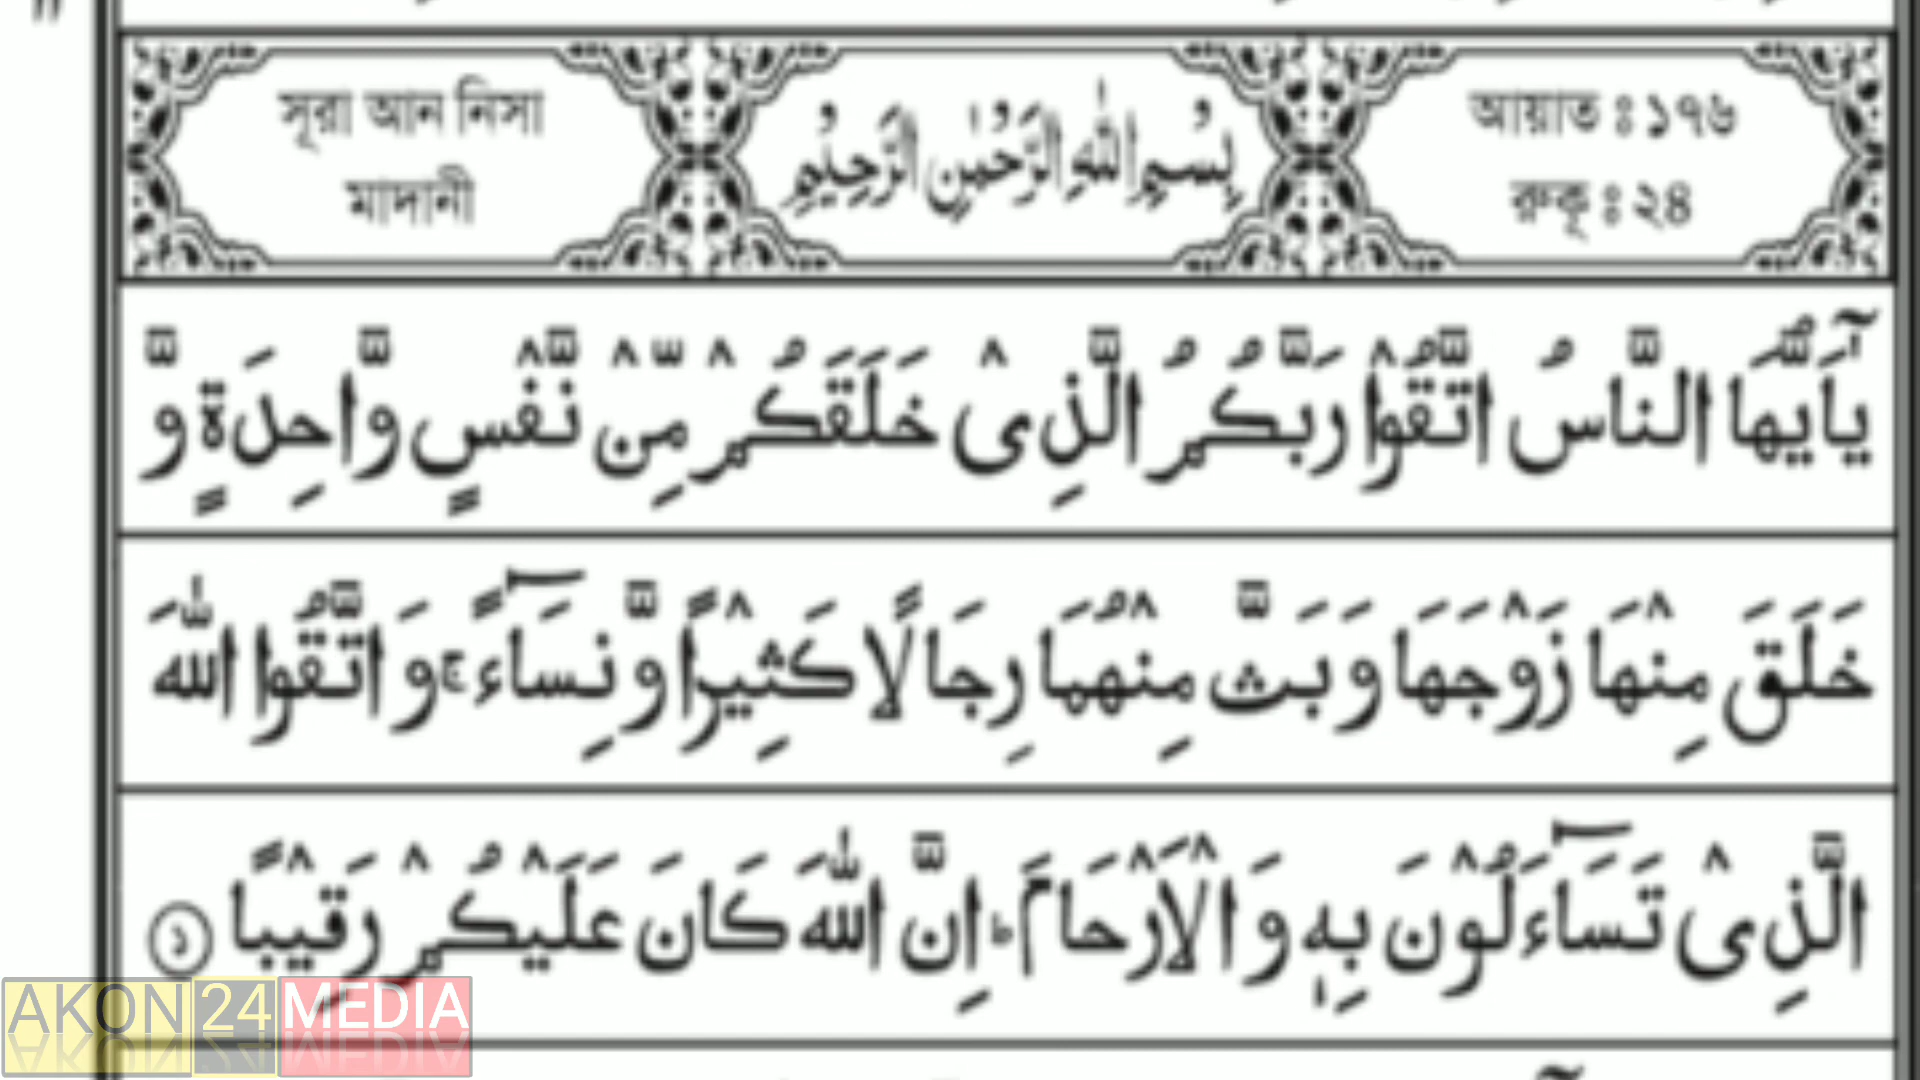 সূরা আন নিসা
মাদানী
بِسْمِ اللّٰهِ الرَّحْمٰنِ الرَّحِيْمِ
আয়াত ঃ ১৭৬
রুকূ ঃ ২৪
يٰٓاَيُّهَا النَّاسُ اتَّقُوْا رَبَّكُمُ الَّذِىْ خَلَقَكُمْ مِّنْ نَّفْسٍ وَّاحِدَةٍ وَّ
خَلَقَ مِنْهَا زَوْجَهَا وَبَثَّ مِنْهُمَا رِجَالًا كَثِيْرًا وَّنِسَآءً ۚ وَاتَّقُوا اللّٰهَ
الَّذِىْ تَسَآءَلُوْنَ بِهٖ وَالْاَرْحَامَ ؕ اِنَّ اللّٰهَ كَانَ عَلَيْكُمْ رَقِيْبًا ১
AKON 24 MEDIA